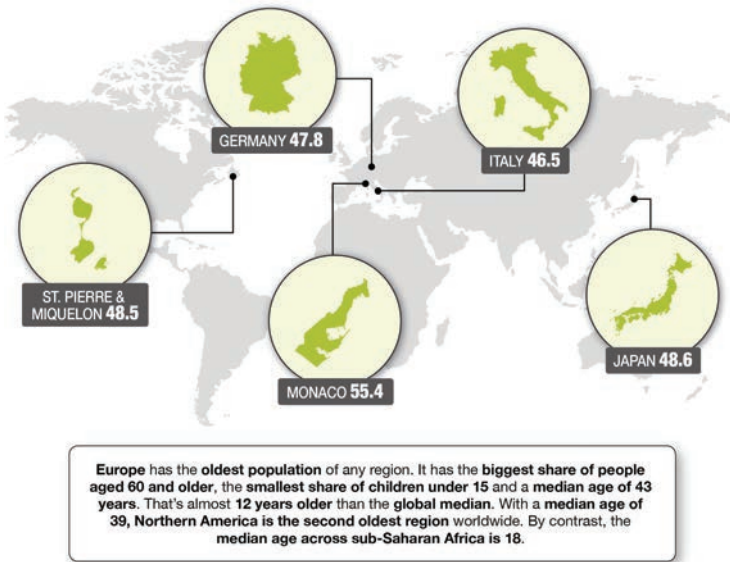 GERMANY 47.8
ITALY 46.5
ST. PIERRE &
MIQUELON 48.5
MONACO 55.4
JAPAN 48.6
Europe has the oldest population of any region. It has the biggest share of people
aged 60 and older, the smallest share of children under 15 and a median age of 43
years. That's almost 12 years older than the global median. With a median age of
39, Northern America is the second oldest region worldwide. By contrast, the
median age across sub-Saharan Africa is 18.